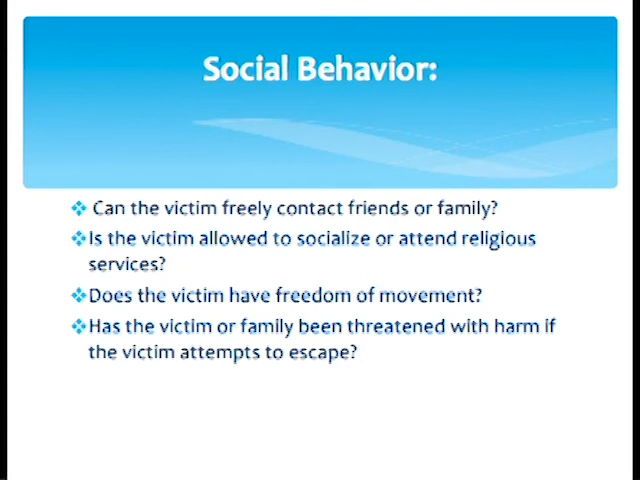 Social Behavior:
❖ Can the victim freely contact friends or family?
❖Is the victim allowed to socialize or attend religious
services?
❖Does the victim have freedom of movement?
❖Has the victim or family been threatened with harm if
the victim attempts to escape?